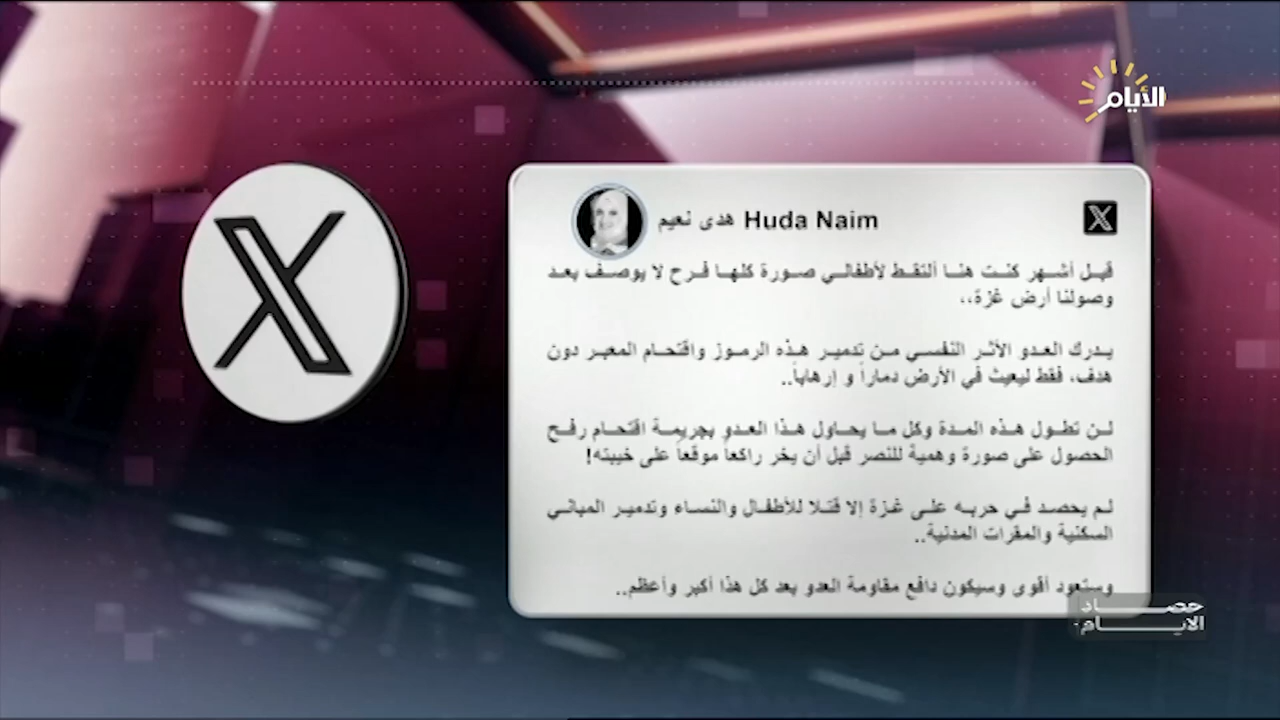 الأيام
هدى نعيم Huda Naim
قبل أشهر كنت هنا ألتقط لأطفالي صورة كلها فرح لا يوصف بعد
وصولنا أرض غزة،،
يدرك العدو الأثر النفسي من تدمير هذه الرموز واقتحام المعبر دون
هدف، فقط ليعيث في الأرض دماراً و إرهاباً..
لن تطول هذه المدة وكل ما يحاول هذا العدو بجريمة اقتحام رفح
الحصول على صورة وهمية للنصر قبل أن يخر راكعاً موقعاً على خيبته!
لم يحصد في حربه على غزة إلا قتلا للأطفال والنساء وتدمير المباني
السكنية والمقرات المدنية..
وستعود أقوى وسيكون دافع مقاومة العدو بعد كل هذا أكبر وأعظم..
حصاد
الايام